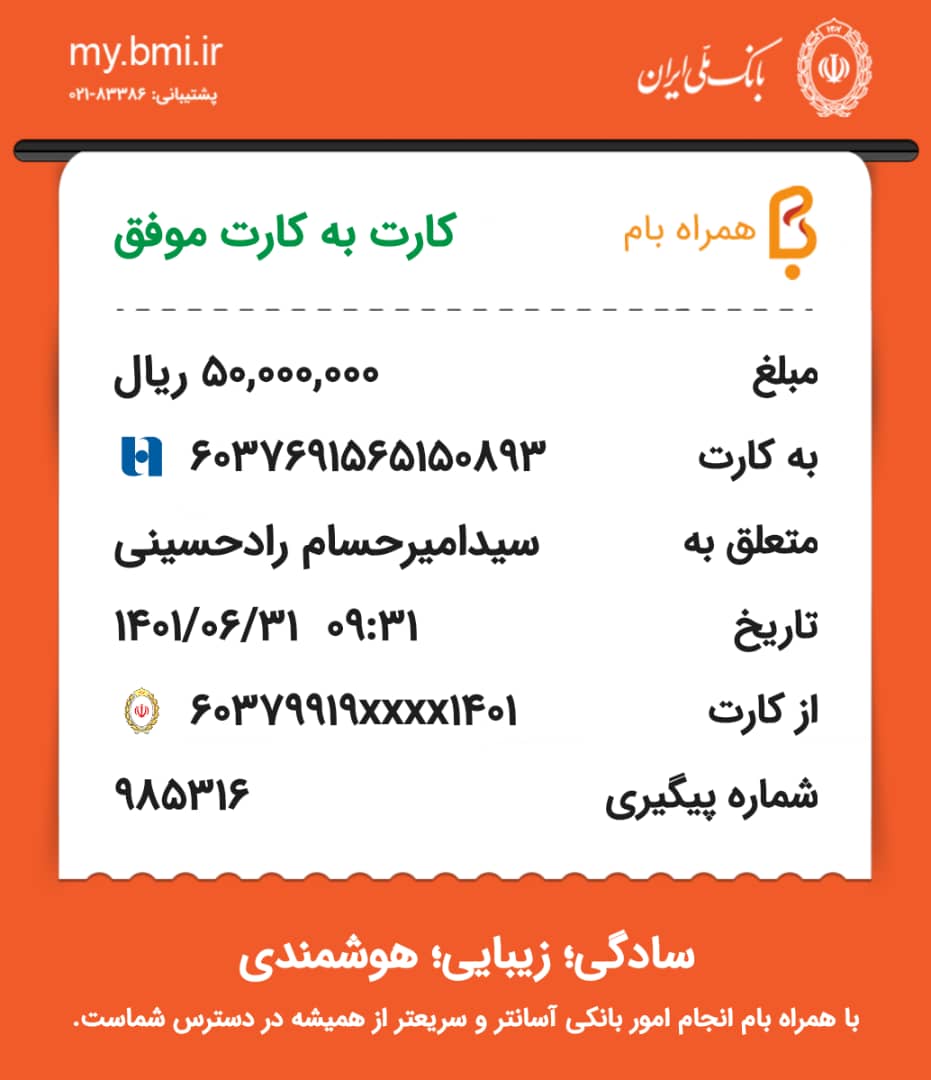 my.bmi.ir
بانک ملّی ایران
پشتیبانی: ۸۳۳۸۶-۰۲۱
همراه بام
کارت به کارت موفق
مبلغ ۵۰,۰۰۰,۰۰۰ ریال
به کارت ۶۰۳۷۶۹۱۵۶۵۱۵۰۸۹۳
متعلق به سیدامیرحسام رادحسینی
تاریخ ۱۴۰۱/۰۶/۳۱ ۰۹:۳۱
از کارت ۶۰۳۷۹۹۱۹xxxx۱۴۰۱
شماره پیگیری ۹۸۵۳۱۶
سادگی؛ زیبایی؛ هوشمندی
با همراه بام انجام امور بانکی آسانتر و سریعتر از همیشه در دسترس شماست.